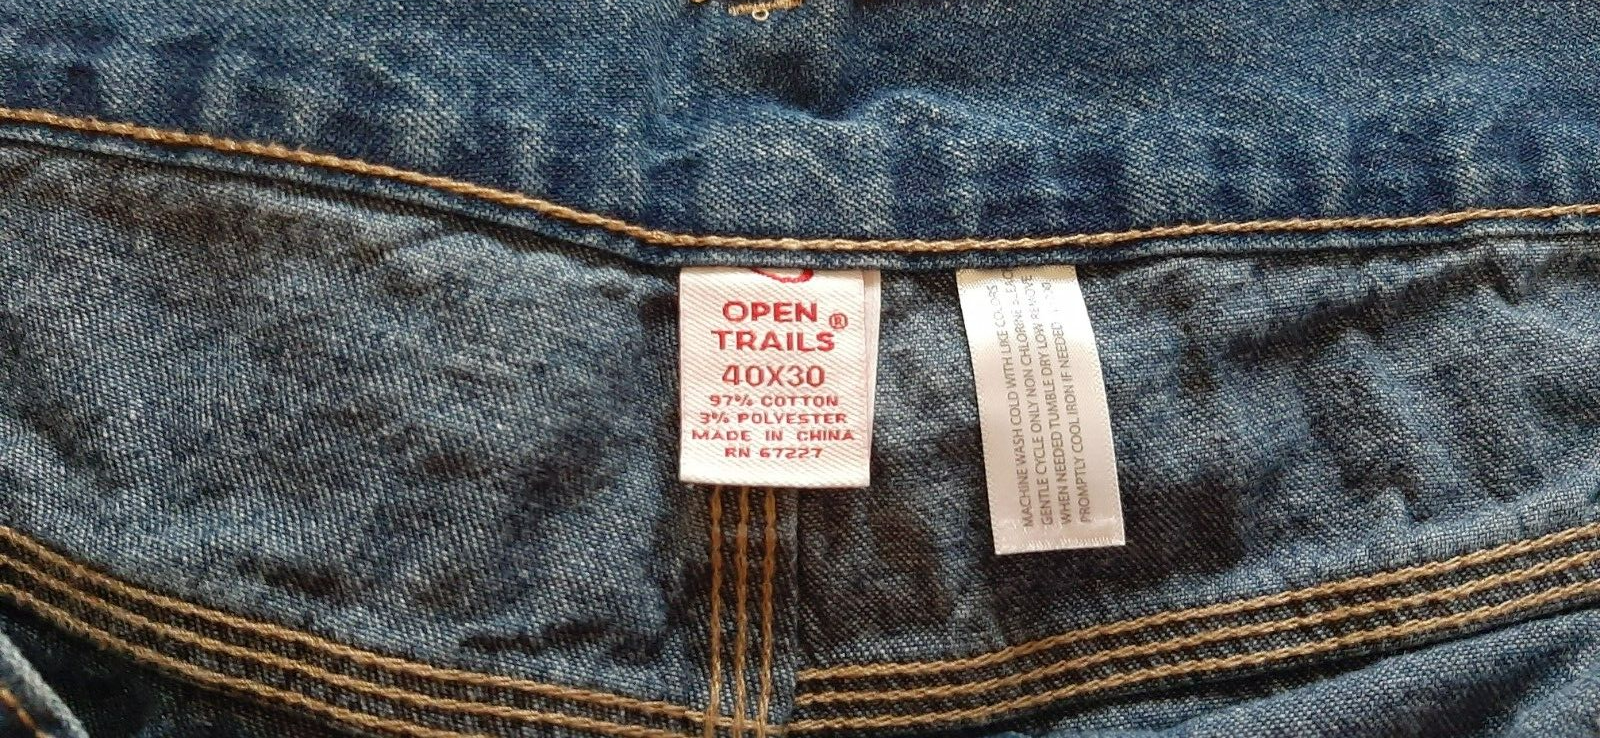 OPEN
TRAILS®
40X30
97% COTTON
3% POLYESTER
MADE IN CHINA
RN 67227
MACHINE WASH COLD WITH LIKE COLORS
GENTLE CYCLE ONLY NON CHLORINE BLEACH
WHEN NEEDED TUMBLE DRY LOW REMOVE
PROMPTLY COOL IRON IF NEEDED